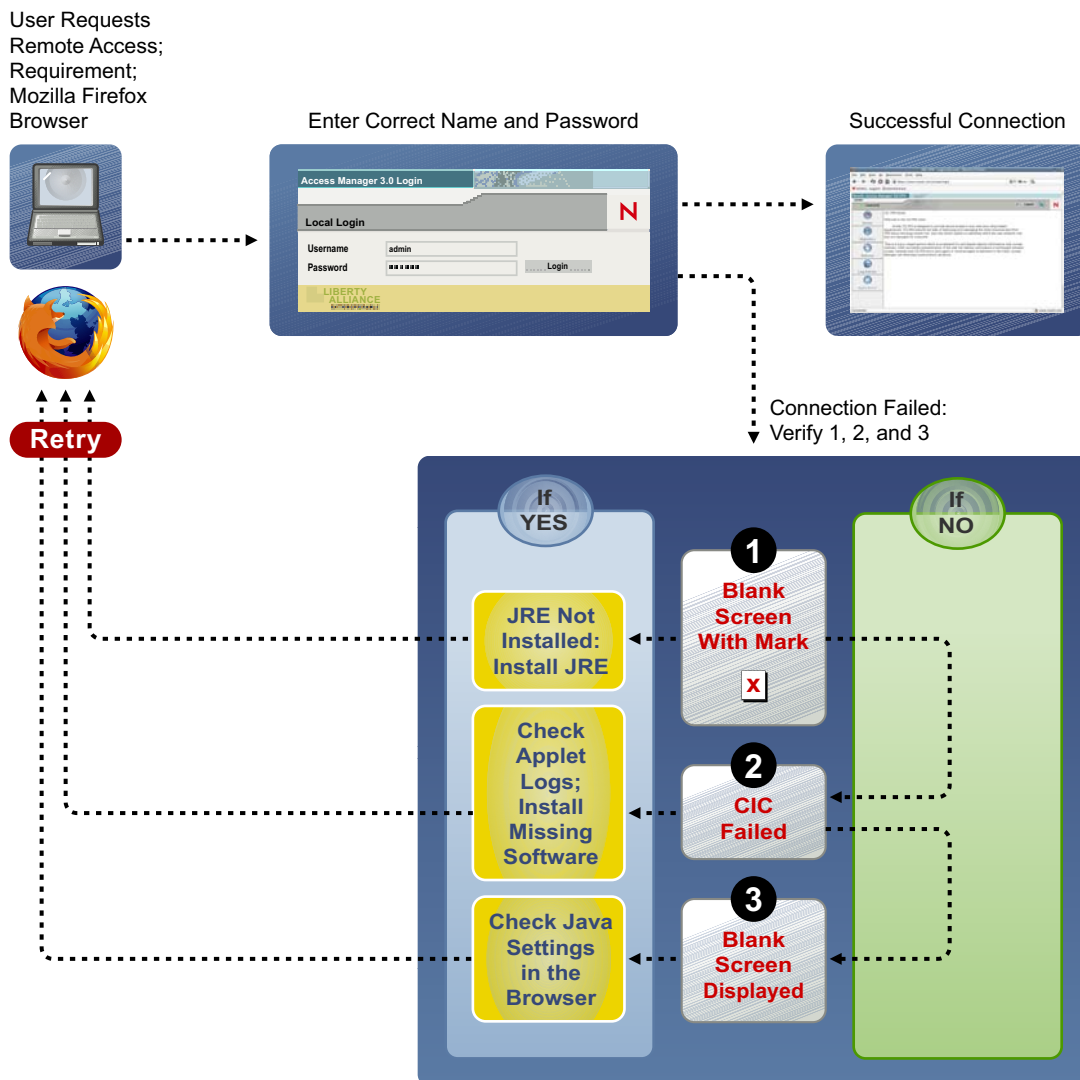 User Requests
Remote Access;
Requirement;
Mozilla Firefox
Browser
Enter Correct Name and Password
Successful Connection
Access Manager 3.0 Login
Local Login
N
Username
admin
Password
Login
LIBERTY
ALLIANCE
N
Retry
Connection Failed:
Verify 1, 2, and 3
If
YES
If
NO
1
Blank
Screen
With Mark
x
JRE Not
Installed:
Install JRE
2
CIC
Failed
Check
Applet
Logs;
Install
Missing
Software
3
Blank
Screen
Displayed
Check Java
Settings
in the
Browser